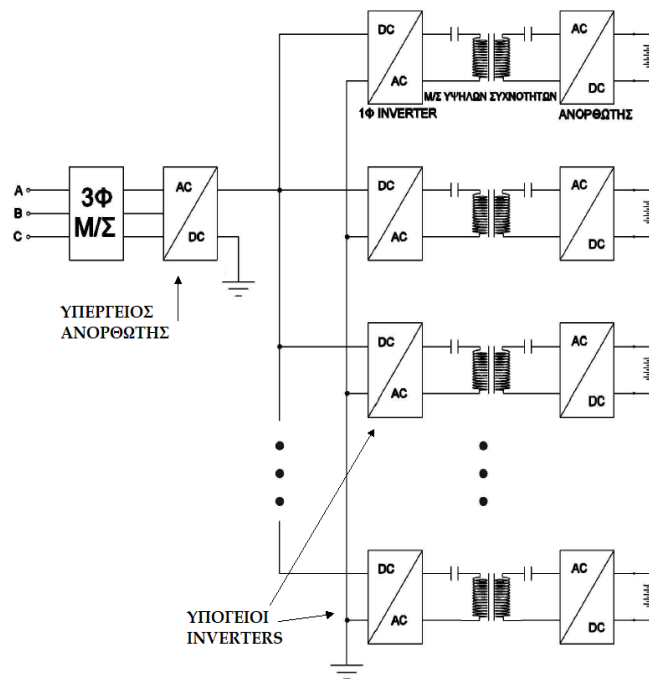 DC
AC
1Φ INVERTER
Μ/Σ ΥΨΗΛΩΝ ΣΥΧΝΟΤΗΤΩΝ
AC
DC
ΑΝΟΡΘΩΤΗΣ
A
B
C
3Φ
Μ/Σ
AC
DC
DC
AC
AC
DC
ΥΠΕΡΓΕΙΟΣ
ΑΝΟΡΘΩΤΗΣ
DC
AC
AC
DC
DC
AC
AC
DC
ΥΠΟΓΕΙΟΙ
INVERTERS